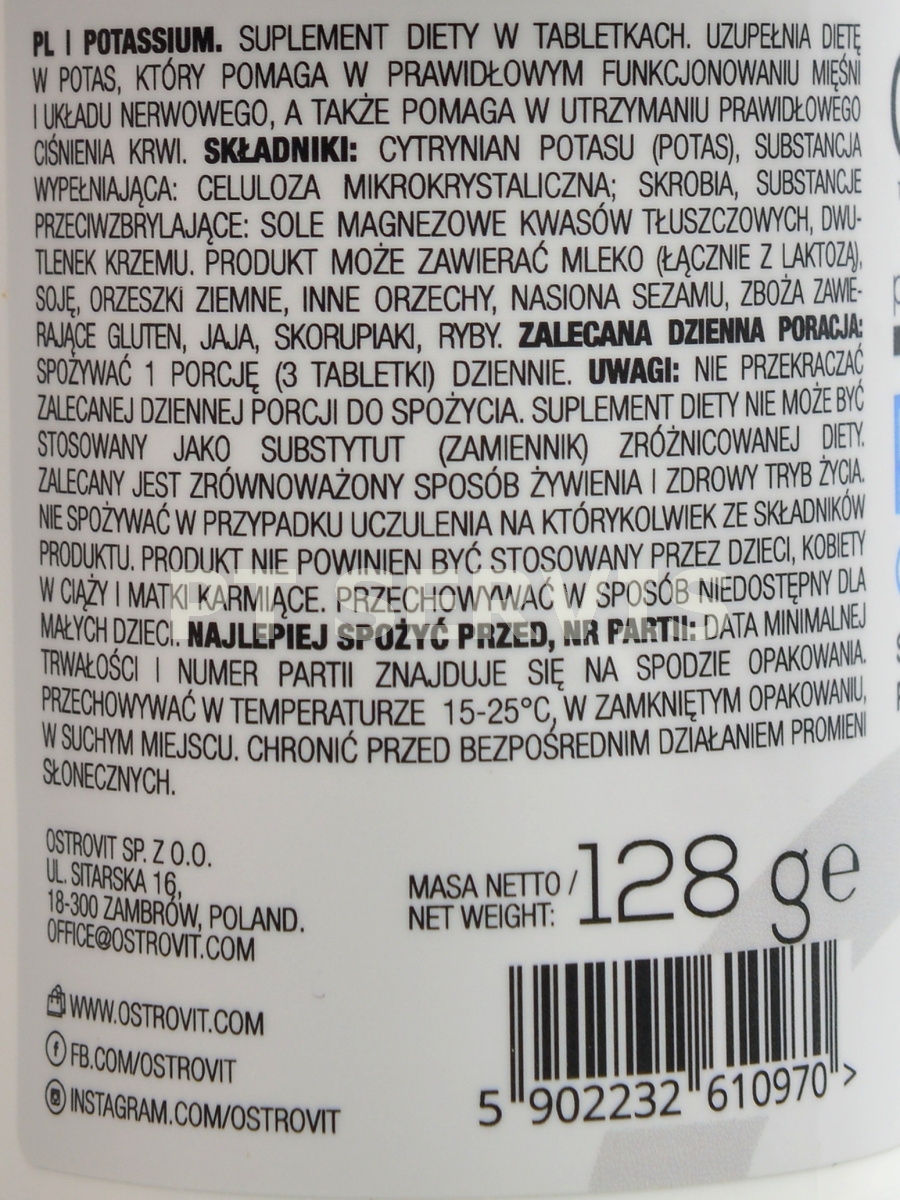 PL | POTASSIUM. SUPLEMENT DIETY W TABLETKACH. UZUPEŁNIA DIETĘ
W POTAS, KTÓRY POMAGA W PRAWIDŁOWYM FUNKCJONOWANIU MIĘŚNI
I UKŁADU NERWOWEGO, A TAKŻE POMAGA W UTRZYMANIU PRAWIDŁOWEGO
CIŚNIENIA KRWI. SKŁADNIKI: CYTRYNIAN POTASU (POTAS), SUBSTANCJA
WYPEŁNIAJĄCA: CELULOZA MIKROKRYSTALICZNA; SKROBIA, SUBSTANCJE
PRZECIWZBRYLAJĄCE: SOLE MAGNEZOWE KWASÓW TŁUSZCZOWYCH, DWU-
TLENEK KRZEMU. PRODUKT MOŻE ZAWIERAĆ MLEKO (ŁĄCZNIE Z LAKTOZĄ),
SOJĘ, ORZESZKI ZIEMNE, INNE ORZECHY, NASIONA SEZAMU, ZBOŻA ZAWIE-
RAJĄCE GLUTEN, JAJA, SKORUPIAKI, RYBY. ZALECANA DZIENNA PORACJA:
SPOŻYWAĆ 1 PORCJĘ (3 TABLETKI) DZIENNIE. UWAGI: NIE PRZEKRACZAĆ
ZALECANEJ DZIENNEJ PORCJI DO SPOŻYCIA. SUPLEMENT DIETY NIE MOŻE BYĆ
STOSOWANY JAKO SUBSTYTUT (ZAMIENNIK) ZRÓŻNICOWANEJ DIETY.
ZALECANY JEST ZRÓWNOWAŻONY SPOSÓB ŻYWIENIA I ZDROWY TRYB ŻYCIA.
NIE SPOŻYWAĆ W PRZYPADKU UCZULENIA NA KTÓRYKOLWIEK ZE SKŁADNIKÓW
PRODUKTU. PRODUKT NIE POWINIEN BYĆ STOSOWANY PRZEZ DZIECI, KOBIETY
W CIĄŻY I MATKI KARMIĄCE. PRZECHOWYWAĆ W SPOSÓB NIEDOSTĘPNY DLA
MAŁYCH DZIECI. NAJLEPIEJ SPOŻYĆ PRZED, NR PARTII: DATA MINIMALNEJ
TRWAŁOŚCI I NUMER PARTII ZNAJDUJE SIĘ NA SPODZIE OPAKOWANIA.
PRZECHOWYWAĆ W TEMPERATURZE 15-25°C, W ZAMKNIĘTYM OPAKOWANIU,
W SUCHYM MIEJSCU. CHRONIĆ PRZED BEZPOŚREDNIM DZIAŁANIEM PROMIENI
SŁONECZNYCH.
PT SERVIS
OSTROVIT SP. Z O.O.
UL. SITARSKA 16,
18-300 ZAMBRÓW, POLAND.
OFFICE@OSTROVIT.COM
WWW.OSTROVIT.COM
FB.COM/OSTROVIT
INSTAGRAM.COM/OSTROVIT
MASA NETTO /
NET WEIGHT:
128 g e
5 902232 610970 >